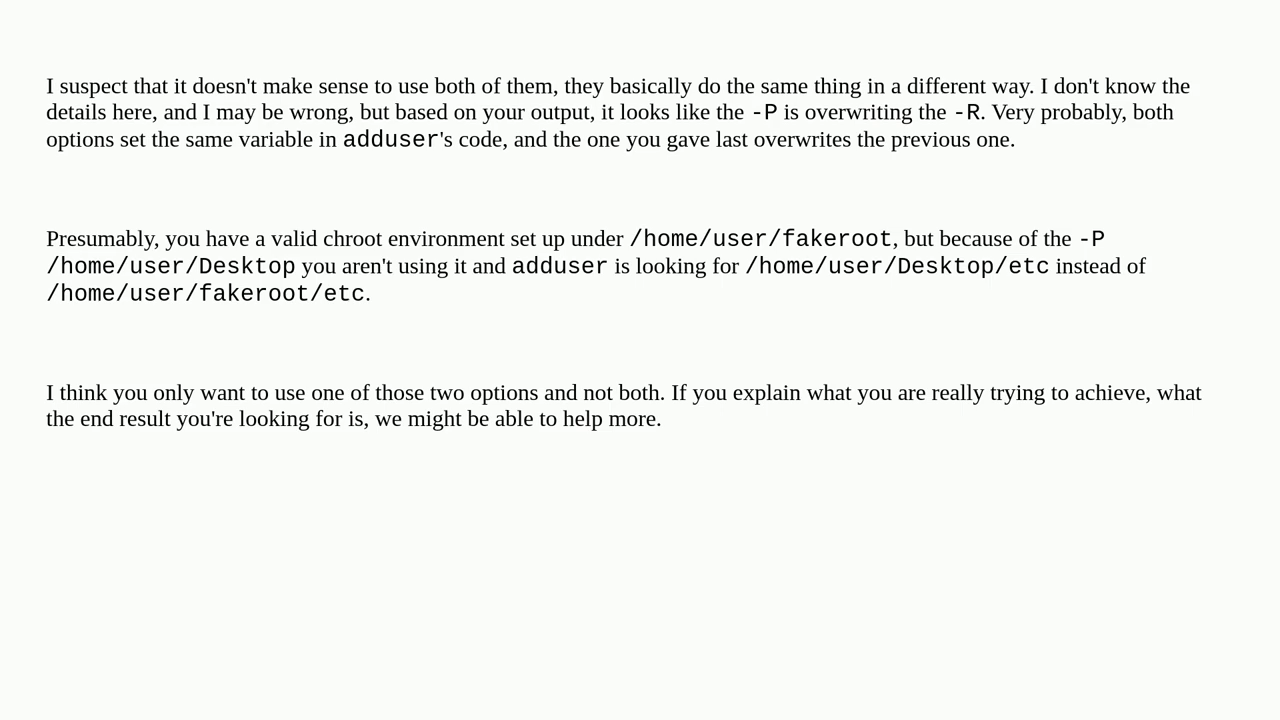 I suspect that it doesn't make sense to use both of them, they basically do the same thing in a different way. I don't know the
details here, and I may be wrong, but based on your output, it looks like the -P is overwriting the -R. Very probably, both
options set the same variable in adduser's code, and the one you gave last overwrites the previous one.
Presumably, you have a valid chroot environment set up under /home/user/fakeroot, but because of the -P
/home/user/Desktop you aren't using it and adduser is looking for /home/user/Desktop/etc instead of
/home/user/fakeroot/etc.
I think you only want to use one of those two options and not both. If you explain what you are really trying to achieve, what
the end result you're looking for is, we might be able to help more.